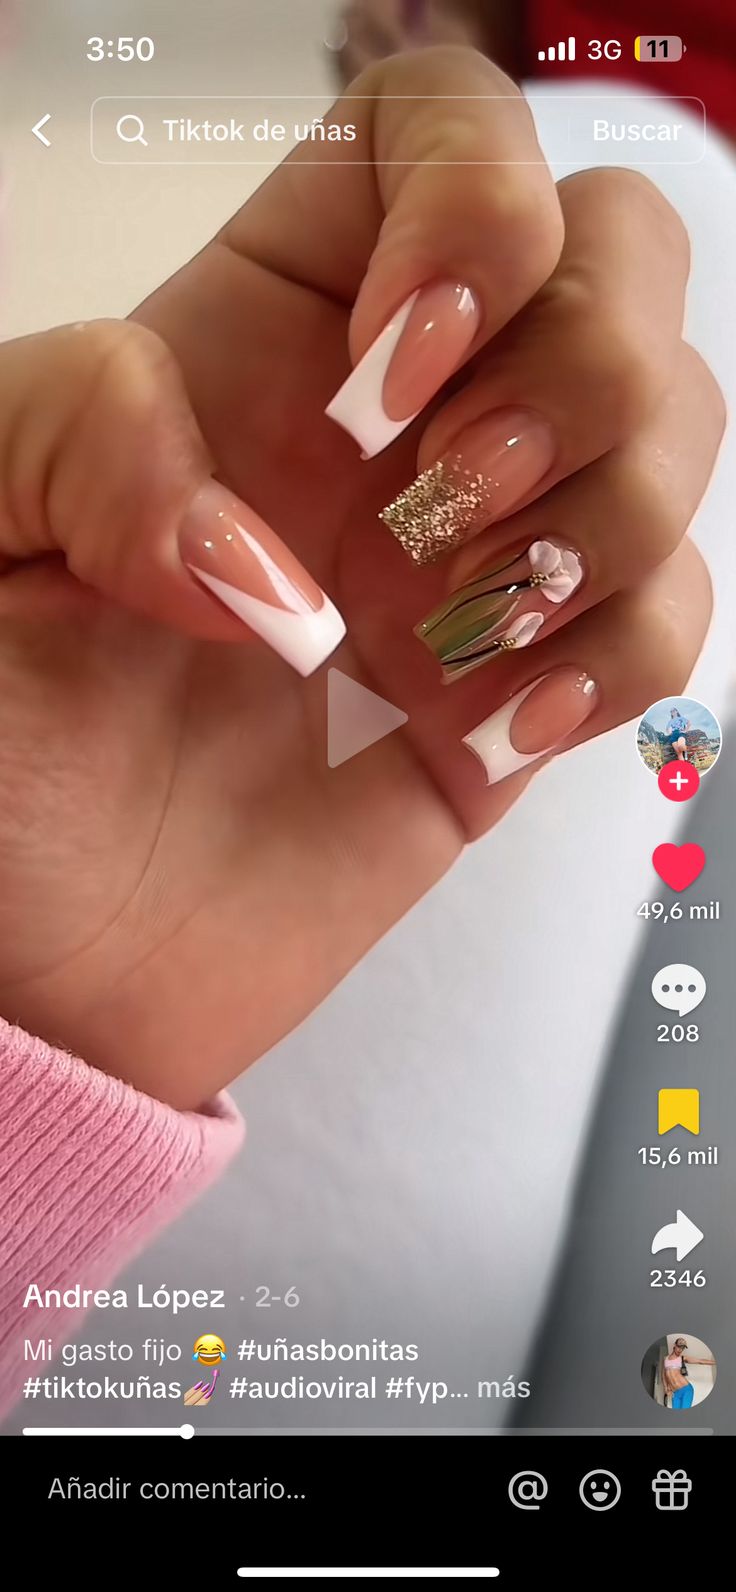 3:50
3G 11
Tiktok de uñas Buscar
49,6 mil
208
15,6 mil
2346
Andrea López · 2-6
Mi gasto fijo 😂 #uñasbonitas
#tiktokuñas💅🏼 #audioviral #fyp... más
Añadir comentario...